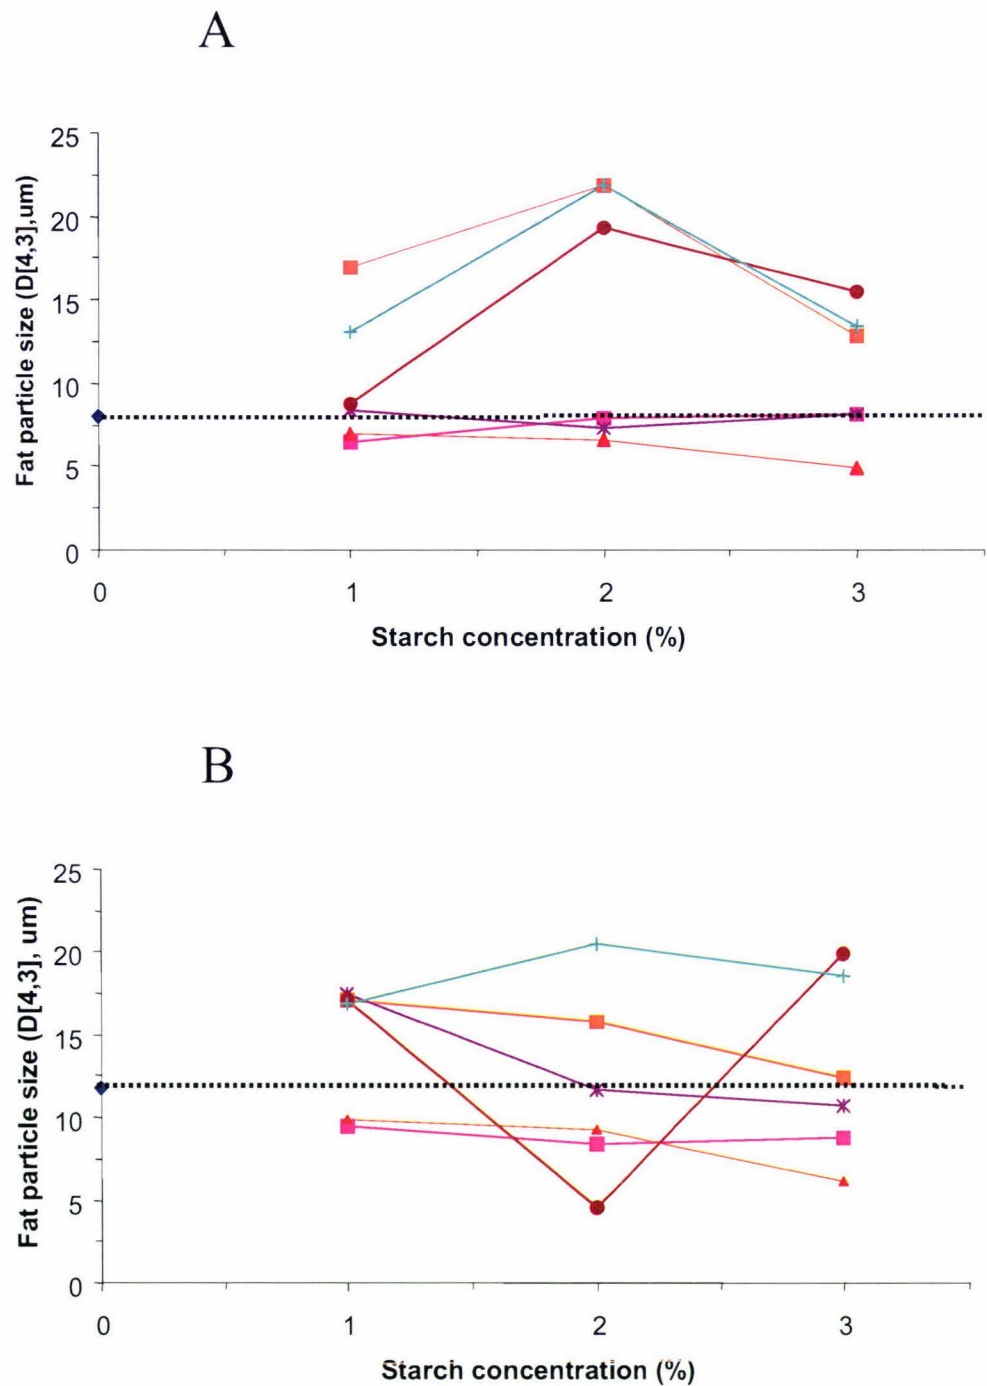 A
25
20
15
10
5
0
0 1 2 3
Fat particle size (D[4,3],um)
Starch concentration (%)
B
25
20
15
10
5
0
0 1 2 3
Fat particle size (D[4,3], um)
Starch concentration (%)